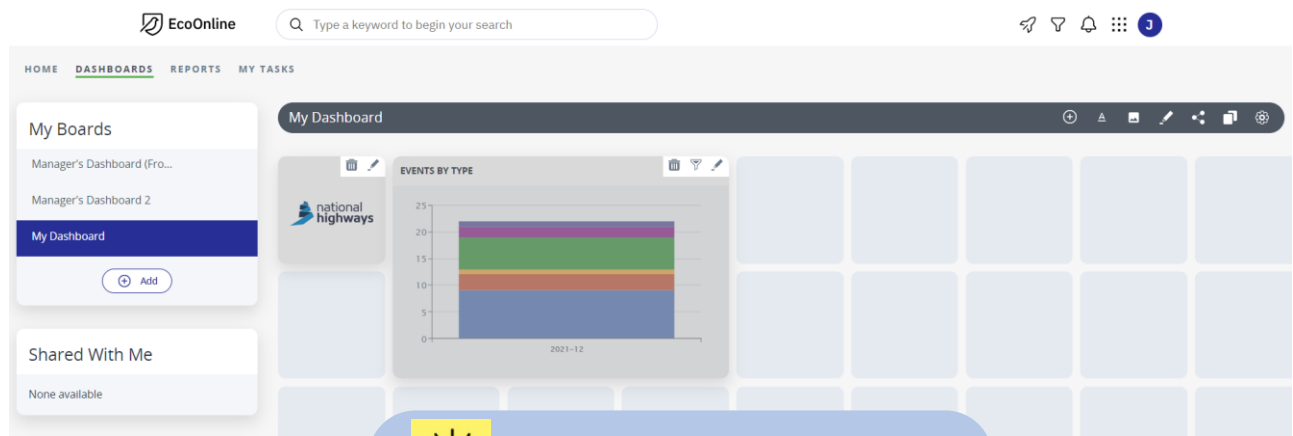 EcoOnline
Type a keyword to begin your search
J
HOME DASHBOARDS REPORTS MY TASKS
My Boards
Manager's Dashboard (Fro...
Manager's Dashboard 2
My Dashboard
Add
Shared With Me
None available
My Dashboard
national
highways
EVENTS BY TYPE
25
20
15
10
5
0
2021-12